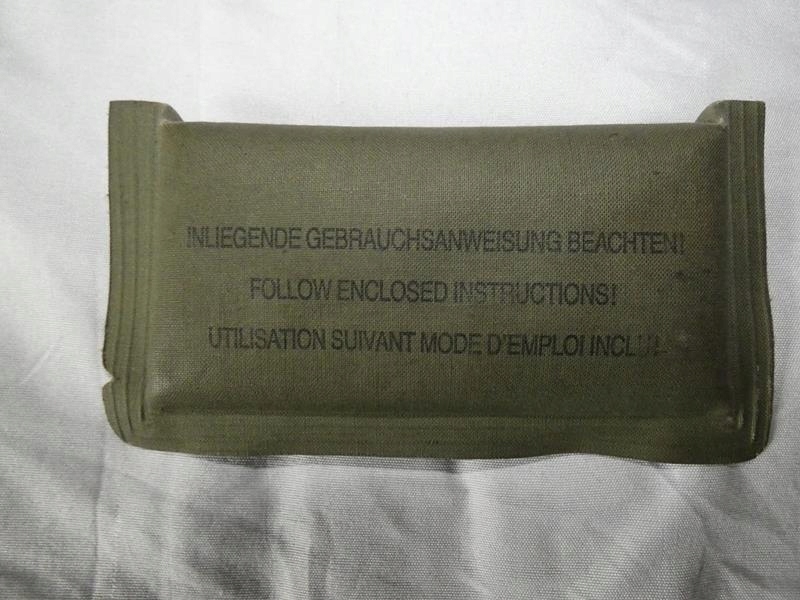 INLIEGENDE GEBRAUCHSANWEISUNG BEACHTEN!
FOLLOW ENCLOSED INSTRUCTIONS!
UTILISATION SUIVANT MODE D'EMPLOI